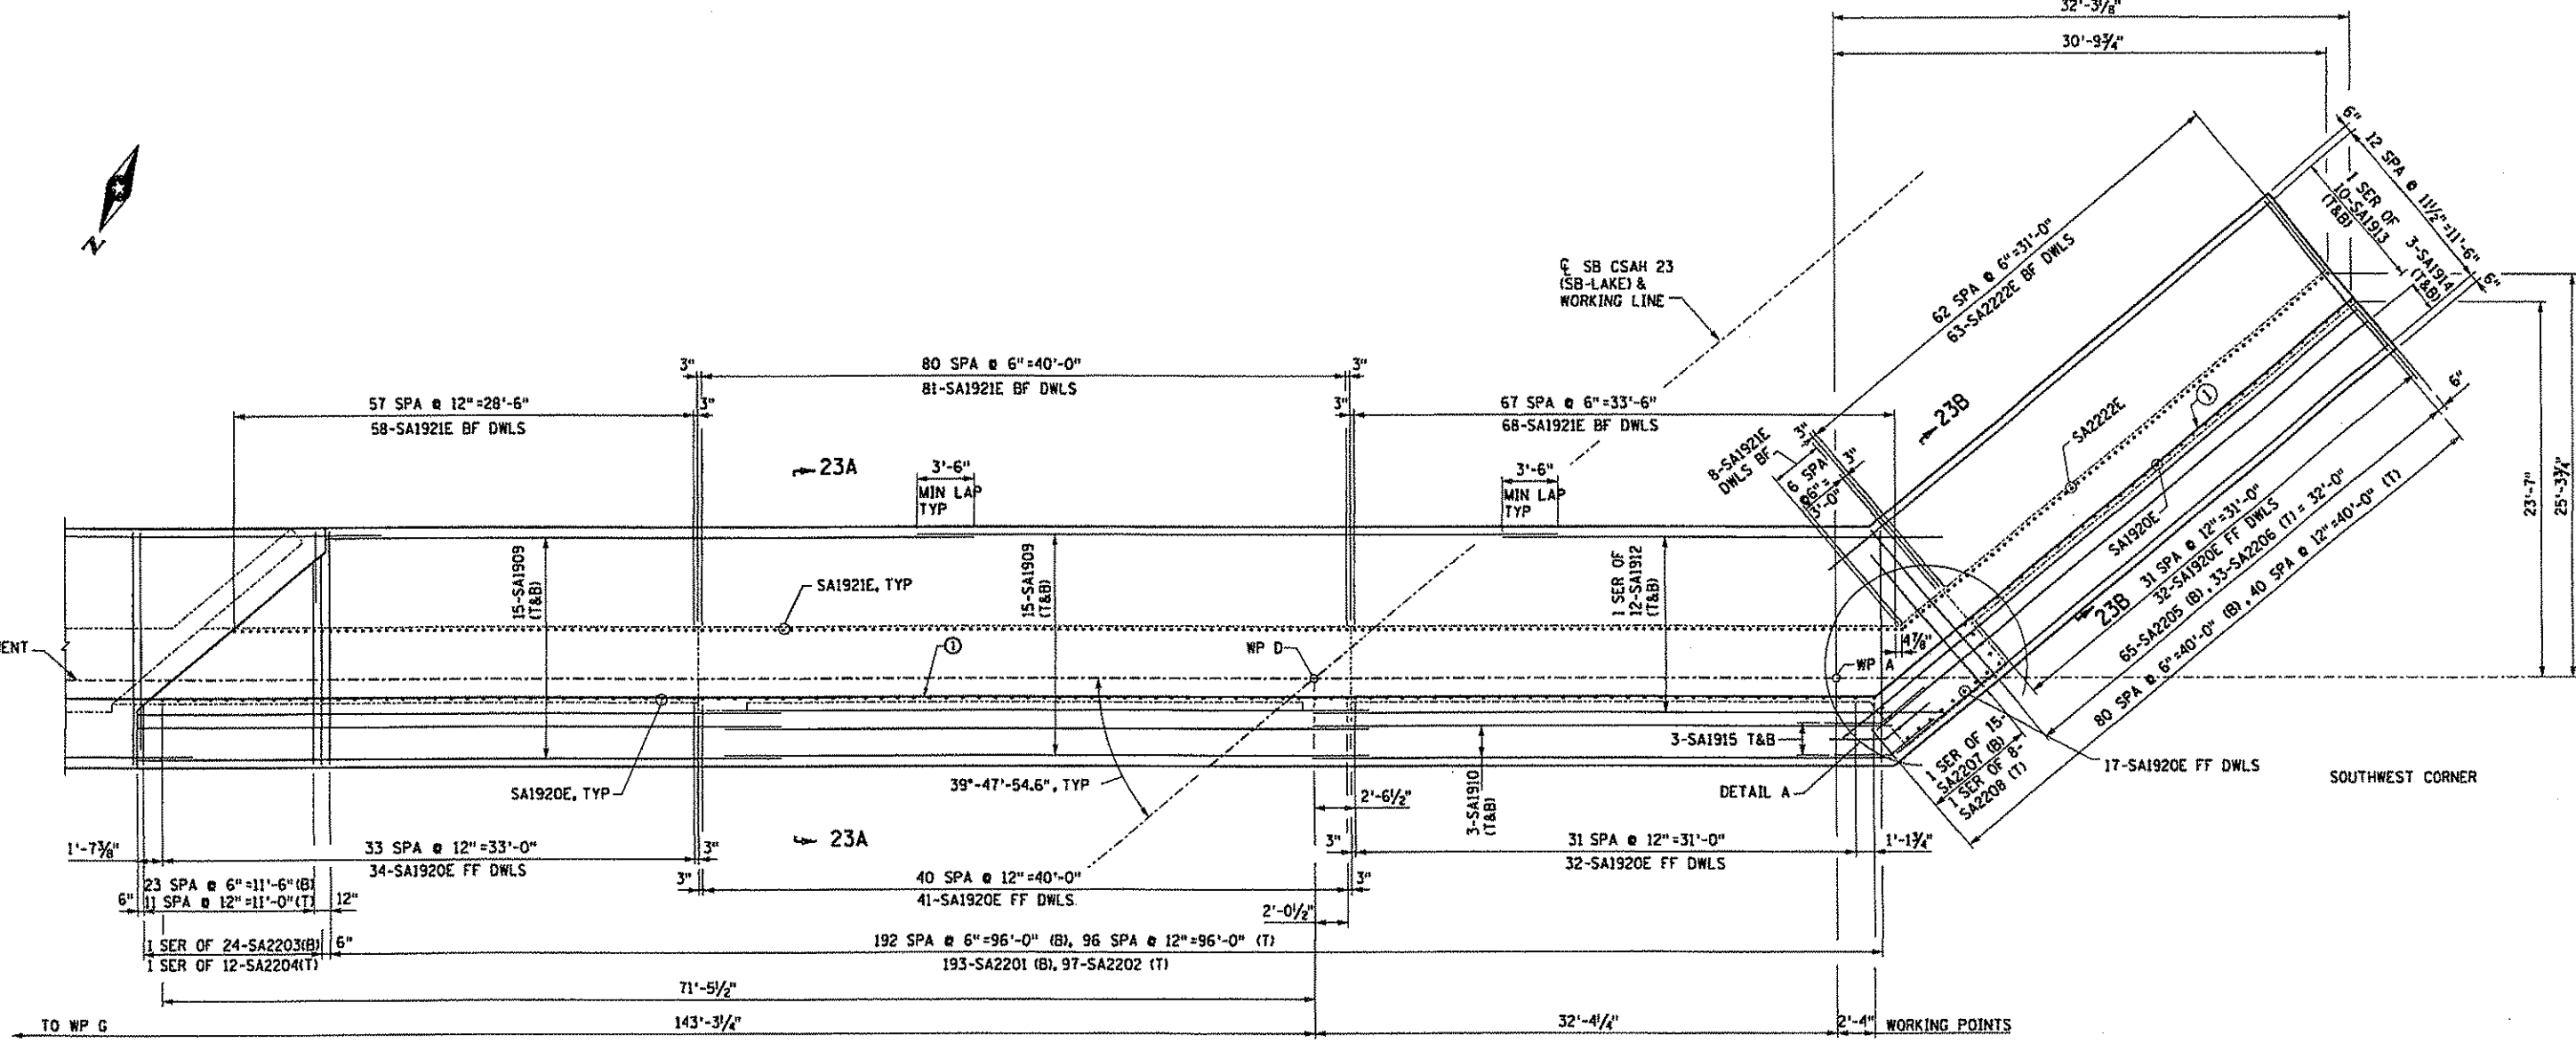 32'-3⅛"
30'-9¾"
6"
12 SPA @ 11½"=11'-6"
6"
1 SER OF
10-SA1913
(T&B)
3-SA1914
(T&B)
N
℄ SB CSAH 23
(SB-LAKE) &
WORKING LINE
62 SPA @ 6"=31'-0"
63-SA2222E BF DWLS
3"
80 SPA @ 6"=40'-0"
3"
81-SA1921E BF DWLS
57 SPA @ 12"=28'-6"
3"
58-SA1921E BF DWLS
3"
67 SPA @ 6"=33'-6"
68-SA1921E BF DWLS
23B
SA222E
1
6"
8-SA1921E
DWLS BF
3"
6 SPA
@6"=
3'-0"
3"
23A
3'-6"
MIN LAP
TYP
3'-6"
MIN LAP
TYP
23'-7"
25'-3¾"
15-SA1909
(T&B)
15-SA1909
(T&B)
1 SER OF
12-SA1912
(T&B)
SA1921E, TYP
SA1920E
31 SPA @ 12"=31'-0"
32-SA1920E FF DWLS
23B
65-SA2205 (B), 33-SA2206 (T) = 32'-0"
80 SPA @ 6"=40'-0" (B), 40 SPA @ 12"=40'-0" (T)
ENT
1
WP D
4⅞"
WP A
3-SA1915 T&B
1 SER OF 15-
SA2207 (B)
1 SER OF 8-
SA2208 (T)
17-SA1920E FF DWLS
SOUTHWEST CORNER
SA1920E, TYP
39°-47'-54.6", TYP
DETAIL A
3-SA1910
(T&B)
2'-6½"
23A
1'-7⅜"
33 SPA @ 12"=33'-0"
3"
34-SA1920E FF DWLS
3"
31 SPA @ 12"=31'-0"
1'-1¾"
32-SA1920E FF DWLS
23 SPA @ 6"=11'-6"(B)
6"
11 SPA @ 12"=11'-0"(T)
12"
3"
40 SPA @ 12"=40'-0"
3"
41-SA1920E FF DWLS
2'-0½"
1 SER OF 24-SA2203(B)
6"
1 SER OF 12-SA2204(T)
192 SPA @ 6"=96'-0" (B), 96 SPA @ 12"=96'-0" (T)
193-SA2201 (B), 97-SA2202 (T)
71'-5½"
TO WP G
143'-3¼"
32'-4¼"
2'-4"
WORKING POINTS